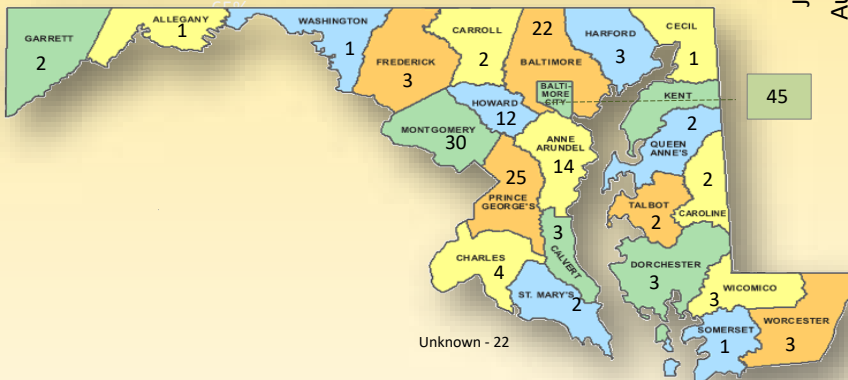 GARRETT
2
ALLEGANY
1
WASHINGTON
1
FREDERICK
3
CARROLL
2
22
BALTIMORE
HARFORD
3
CECIL
1
BALTI-
MORE
CITY
45
KENT
2
QUEEN
ANNE'S
HOWARD
12
MONTGOMERY
30
ANNE
ARUNDEL
14
25
PRINCE
GEORGE'S
2
CAROLINE
TALBOT
2
3
CALVERT
CHARLES
4
ST. MARY'S
2
DORCHESTER
3
WICOMICO
3
SOMERSET
1
WORCESTER
3
Unknown - 22